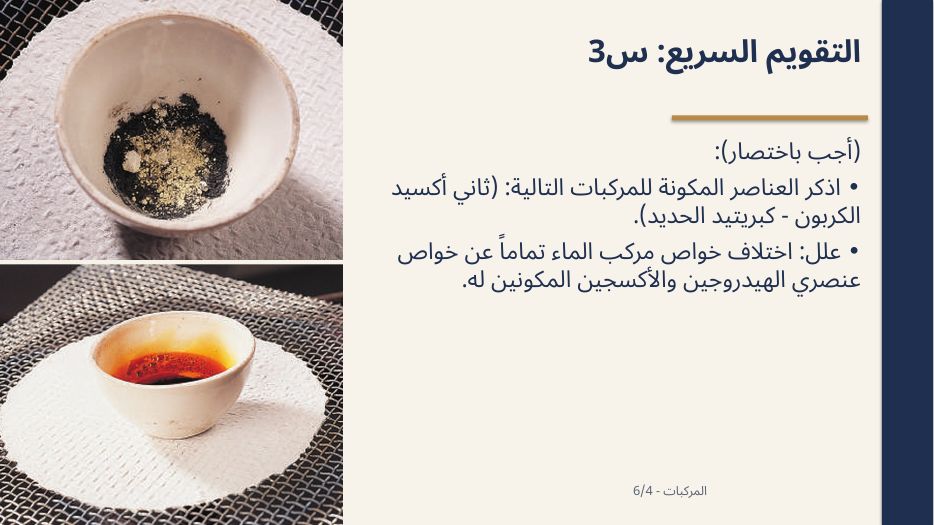 التقويم السريع: س3
(أجب باختصار):
• اذكر العناصر المكونة للمركبات التالية: (ثاني أكسيد
الكربون - كبريتيد الحديد).
• علل: اختلاف خواص مركب الماء تماماً عن خواص
عنصري الهيدروجين والأكسجين المكونين له.
المركبات - 6/4